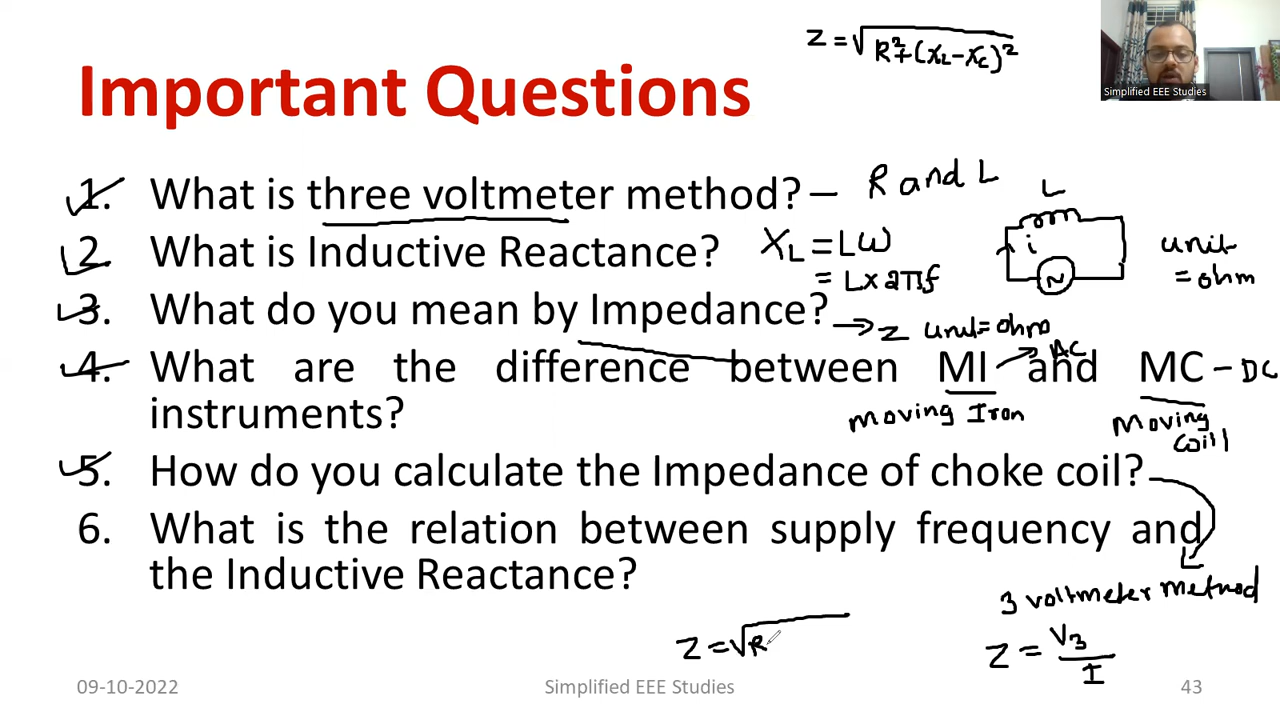 Z = √R²+(XL-XC)²
Simplified EEE Studies
Important Questions
1. What is three voltmeter method? – R and L
L
2. What is Inductive Reactance? XL = Lω
i
unit
= Lx2πf
= ohm
3. What do you mean by Impedance? → Z unit = ohm
4. What are the difference between MI → AC and MC - DC
instruments?
moving Iron
moving
coill
5. How do you calculate the Impedance of choke coil?
6. What is the relation between supply frequency and
the Inductive Reactance?
3 voltmeter method
Z = √R
Z = V3/I
09-10-2022
Simplified EEE Studies
43